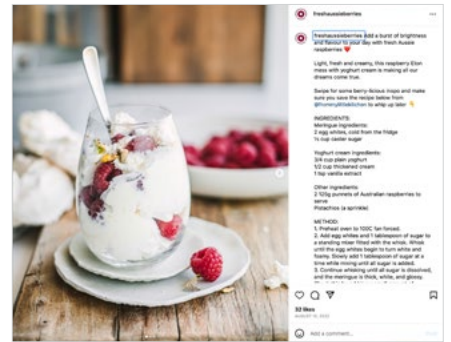 freshaussieberries
freshaussieberries Add a burst of brightness
and flavour to your day with fresh Aussie
raspberries ❤️
Light, fresh and creamy, this raspberry Eton
mess with yoghurt cream is making all our
dreams come true.
Swipe for some berry-licious inspo and make
sure you save the recipe below from
to whip up later 👇
INGREDIENTS:
Meringue ingredients:
2 egg whites, cold from the fridge
½ cup caster sugar
Yoghurt cream ingredients:
3/4 cup plain yoghurt
1/2 cup thickened cream
1 tsp vanilla extract
Other ingredients:
2 125g punnets of Australian raspberries to
serve
Pistachios (a sprinkle)
METHOD:
1. Preheat oven to 100C fan forced.
2. Add egg whites and 1 tablespoon of sugar to
a standing mixer fitted with the whisk. Whisk
until the egg whites begin to turn white and
foamy. Slowly add 1 tablespoon of sugar at a
time while mixing until all sugar is added.
3. Continue whisking until all sugar is dissolved,
and the meringue is thick, white, and glossy.
32 likes
Add a comment...